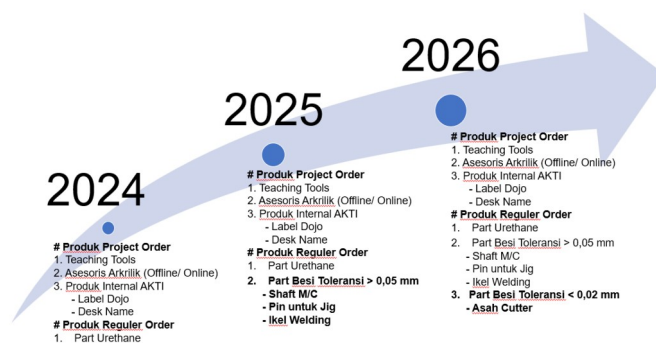 2024
# Produk Project Order
1. Teaching Tools
2. Asesoris Arkrilik (Offline/ Online)
3. Produk Internal AKTI
- Label Dojo
- Desk Name
# Produk Reguler Order
1. Part Urethane
2025
# Produk Project Order
1. Teaching Tools
2. Asesoris Arkrilik (Offline/ Online)
3. Produk Internal AKTI
- Label Dojo
- Desk Name
# Produk Reguler Order
1. Part Urethane
2. Part Besi Toleransi > 0,05 mm
- Shaft M/C
- Pin untuk Jig
- Ikel Welding
2026
# Produk Project Order
1. Teaching Tools
2. Asesoris Arkrilik (Offline/ Online)
3. Produk Internal AKTI
- Label Dojo
- Desk Name
# Produk Reguler Order
1. Part Urethane
2. Part Besi Toleransi > 0,05 mm
- Shaft M/C
- Pin untuk Jig
- Ikel Welding
3. Part Besi Toleransi < 0,02 mm
- Asah Cutter